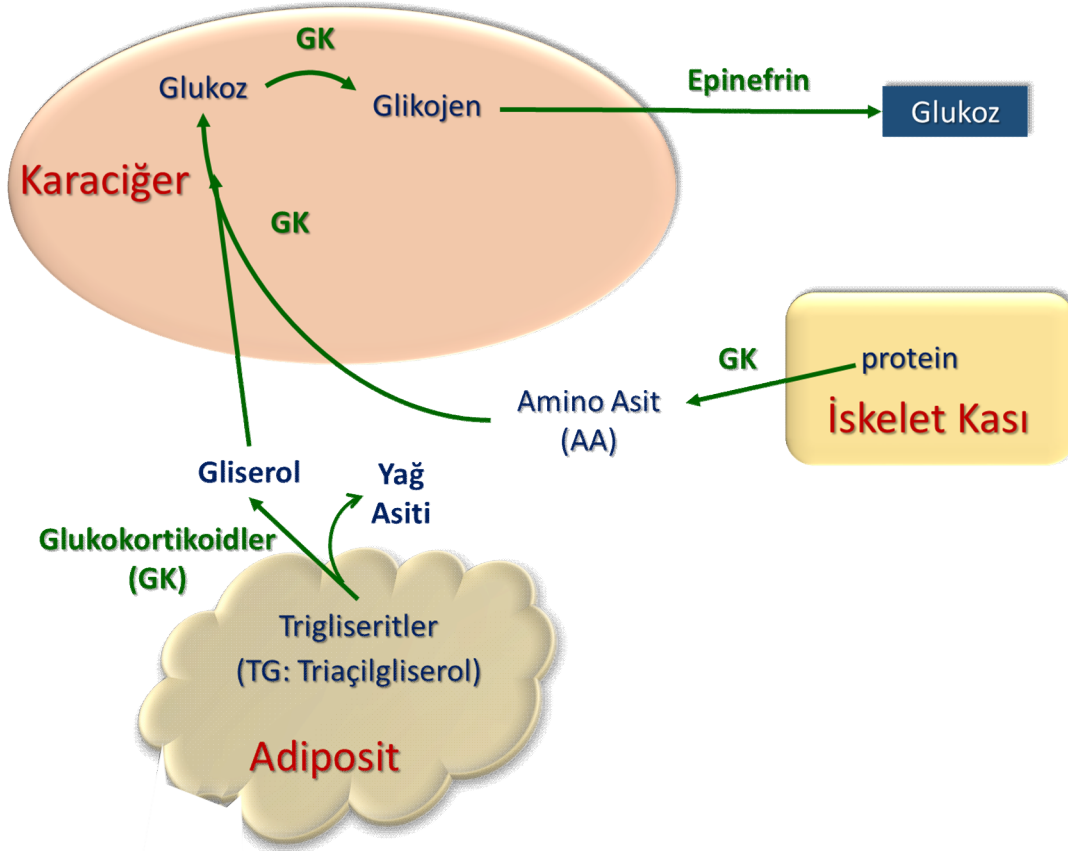 GK
Glukoz
Glikojen
Epinefrin
Glukoz
Karaciğer
GK
GK
protein
İskelet Kası
Amino Asit
(AA)
Gliserol
Yağ
Asiti
Glukokortikoidler
(GK)
Trigliseritler
(TG: Triaçilgliserol)
Adiposit